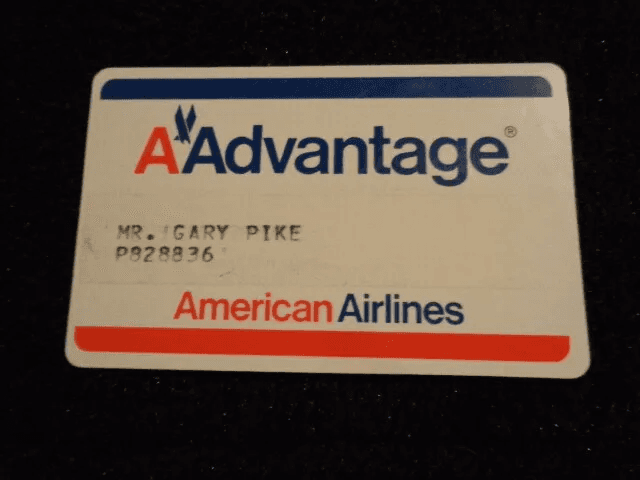 AAdvantage®
MR. GARY PIKE
P828836
American Airlines